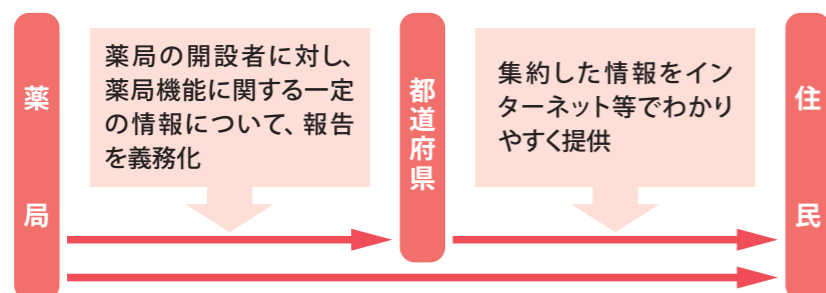 薬局
薬局の開設者に対し、
薬局機能に関する一定
の情報について、報告
を義務化
都道府県
集約した情報をイン
ターネット等でわかり
やすく提供
住民